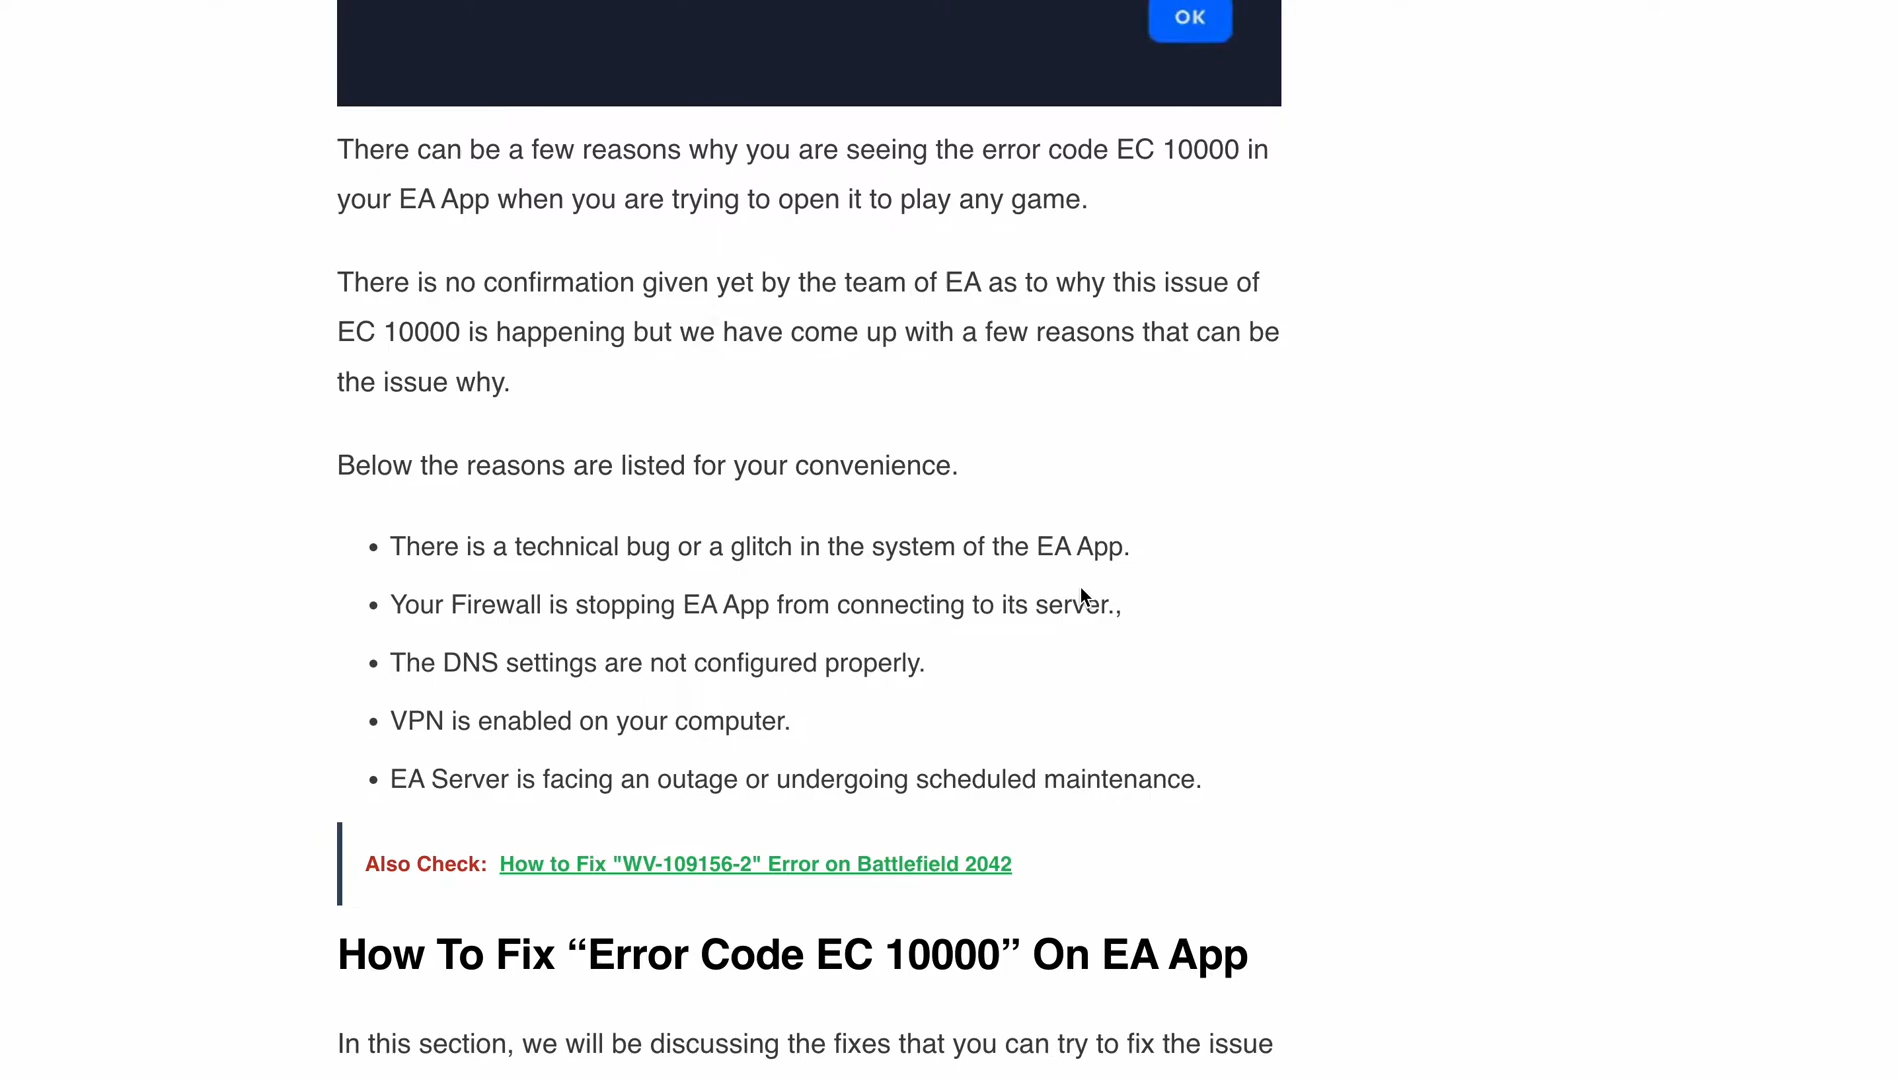 OK
There can be a few reasons why you are seeing the error code EC 10000 in
your EA App when you are trying to open it to play any game.
There is no confirmation given yet by the team of EA as to why this issue of
EC 10000 is happening but we have come up with a few reasons that can be
the issue why.
Below the reasons are listed for your convenience.
• There is a technical bug or a glitch in the system of the EA App.
• Your Firewall is stopping EA App from connecting to its server.,
• The DNS settings are not configured properly.
• VPN is enabled on your computer.
• EA Server is facing an outage or undergoing scheduled maintenance.
Also Check: How to Fix "WV-109156-2" Error on Battlefield 2042
How To Fix “Error Code EC 10000” On EA App
In this section, we will be discussing the fixes that you can try to fix the issue